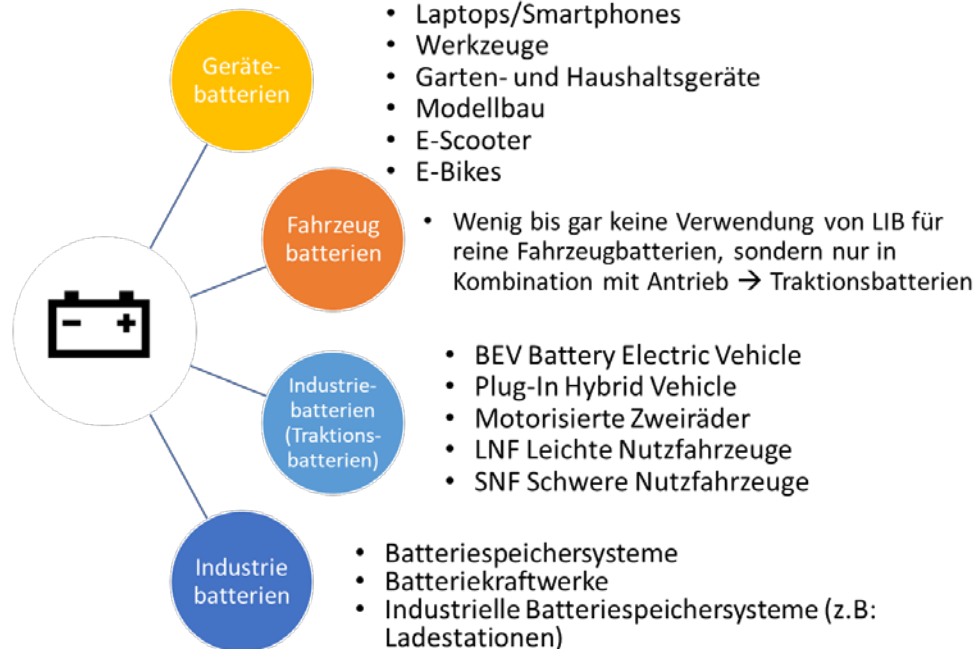 Geräte-
batterien
• Laptops/Smartphones
• Werkzeuge
• Garten- und Haushaltsgeräte
• Modellbau
• E-Scooter
• E-Bikes
Fahrzeug
batterien
• Wenig bis gar keine Verwendung von LIB für
reine Fahrzeugbatterien, sondern nur in
Kombination mit Antrieb → Traktionsbatterien
Industrie-
batterien
(Traktions-
batterien)
• BEV Battery Electric Vehicle
• Plug-In Hybrid Vehicle
• Motorisierte Zweiräder
• LNF Leichte Nutzfahrzeuge
• SNF Schwere Nutzfahrzeuge
Industrie
batterien
• Batteriespeichersysteme
• Batteriekraftwerke
• Industrielle Batteriespeichersysteme (z.B:
Ladestationen)